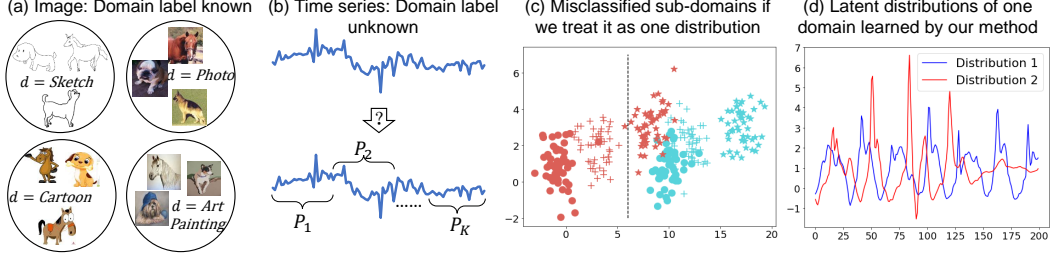 (a) Image: Domain label known
d = Sketch
d = Photo
d = Cartoon
d = Art
Painting
(b) Time series: Domain label
unknown
?
P_2
......
P_1
P_K
(c) Misclassified sub-domains if
we treat it as one distribution
6
4
2
0
−2
0
5
10
15
20
(d) Latent distributions of one
domain learned by our method
7
6
5
4
3
2
1
0
−1
Distribution 1
Distribution 2
0
25
50
75
100
125
150
175
200